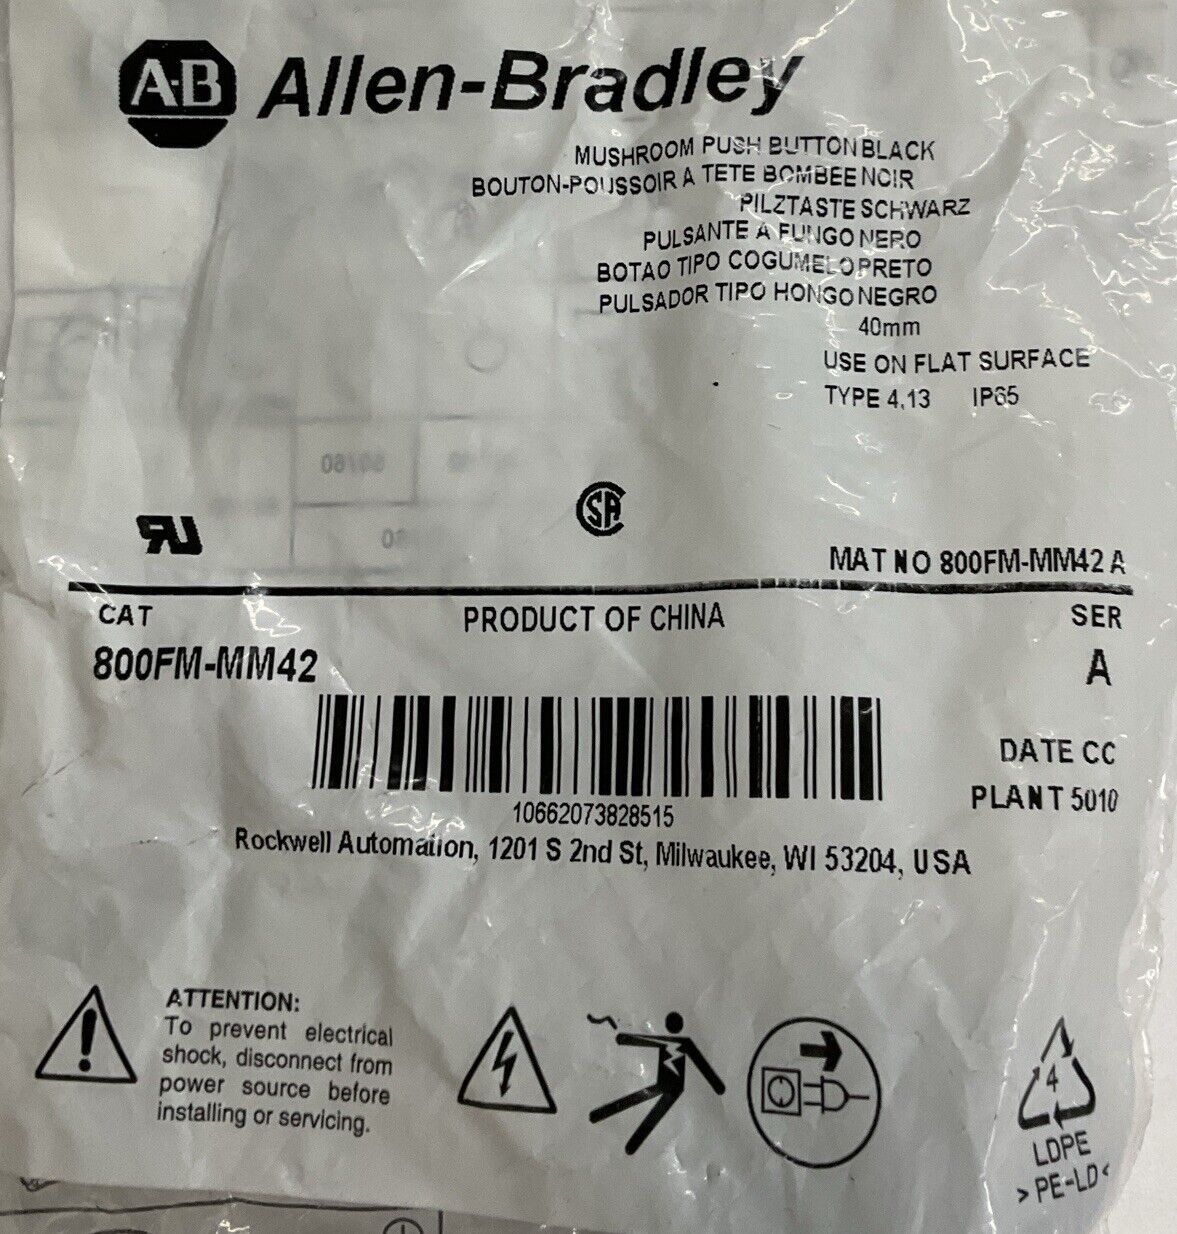 A-B Allen-Bradley
MUSHROOM PUSH BUTTON BLACK
BOUTON-POUSSOIR A TETE BOMBEE NOIR
PILZTASTE SCHWARZ
PULSANTE A FUNGO NERO
BOTAO TIPO COGUMELO PRETO
PULSADOR TIPO HONGO NEGRO
40mm
USE ON FLAT SURFACE
TYPE 4,13 IP65
MAT NO 800FM-MM42 A
CAT PRODUCT OF CHINA SER
800FM-MM42 A
DATE CC
PLANT 5010
10662073828515
Rockwell Automation, 1201 S 2nd St, Milwaukee, WI 53204, USA
ATTENTION:
To prevent electrical
shock, disconnect from
power source before
installing or servicing.
4
LDPE
>PE-LD<